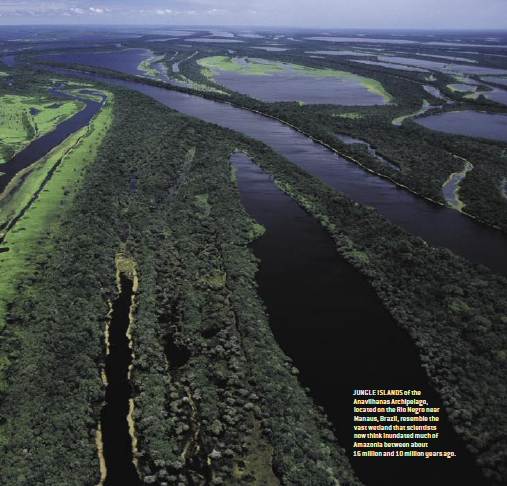 JUNGLE ISLANDS of the
Anavilhanas Archipelago,
located on the Rio Negro near
Manaus, Brazil, resemble the
vast wetland that scientists
now think inundated much of
Amazonia between about
16 million and 10 million years ago.